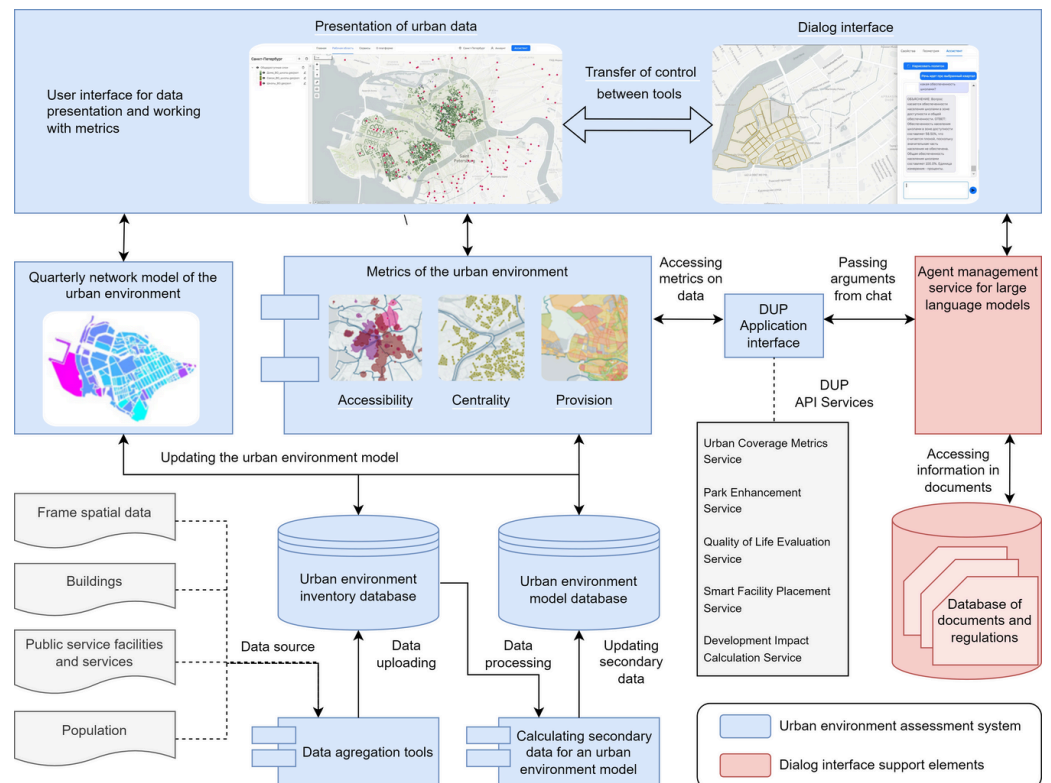 Presentation of urban data
Dialog interface
User interface for data
presentation and working
with metrics
Transfer of control
between tools
Санкт-Петербург
Quarterly network model of the
urban environment
Metrics of the urban environment
Accessibility
Centrality
Provision
Accessing
metrics on
data
DUP
Application
interface
Passing
arguments
from chat
Agent management
service for large
language models
DUP
API Services
Updating the urban environment model
Urban Coverage Metrics
Service
Park Enhancement
Service
Quality of Life Evaluation
Service
Smart Facility Placement
Service
Development Impact
Calculation Service
Accessing
information in
documents
Database of
documents and
regulations
Frame spatial data
Buildings
Public service facilities
and services
Population
Urban environment
inventory database
Urban environment
model database
Data source
Data
uploading
Data
processing
Updating
secondary
data
Data agregation tools
Calculating secondary
data for an urban
environment model
Urban environment assessment system
Dialog interface support elements